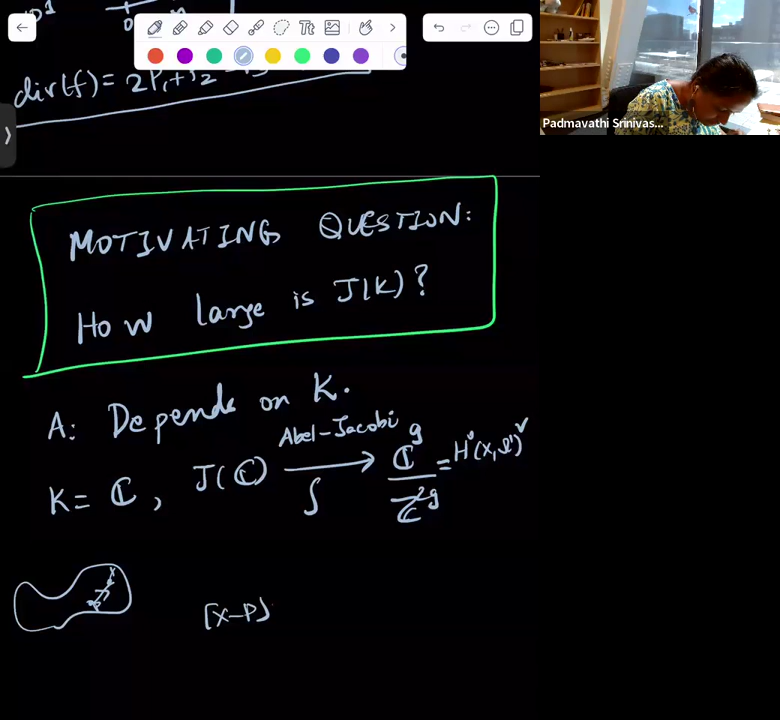 div(f) = 2P₁ + P₂
MOTIVATING QUESTION:
How large is J(K)?
A: Depends on K.
Abel-Jacobi
K = ℂ, J(ℂ) ⟶ ℂ^g / ℤ^2g = H⁰(X, Ω¹)^∨
∫
x
P
[X-P]
Padmavathi Srinivas...